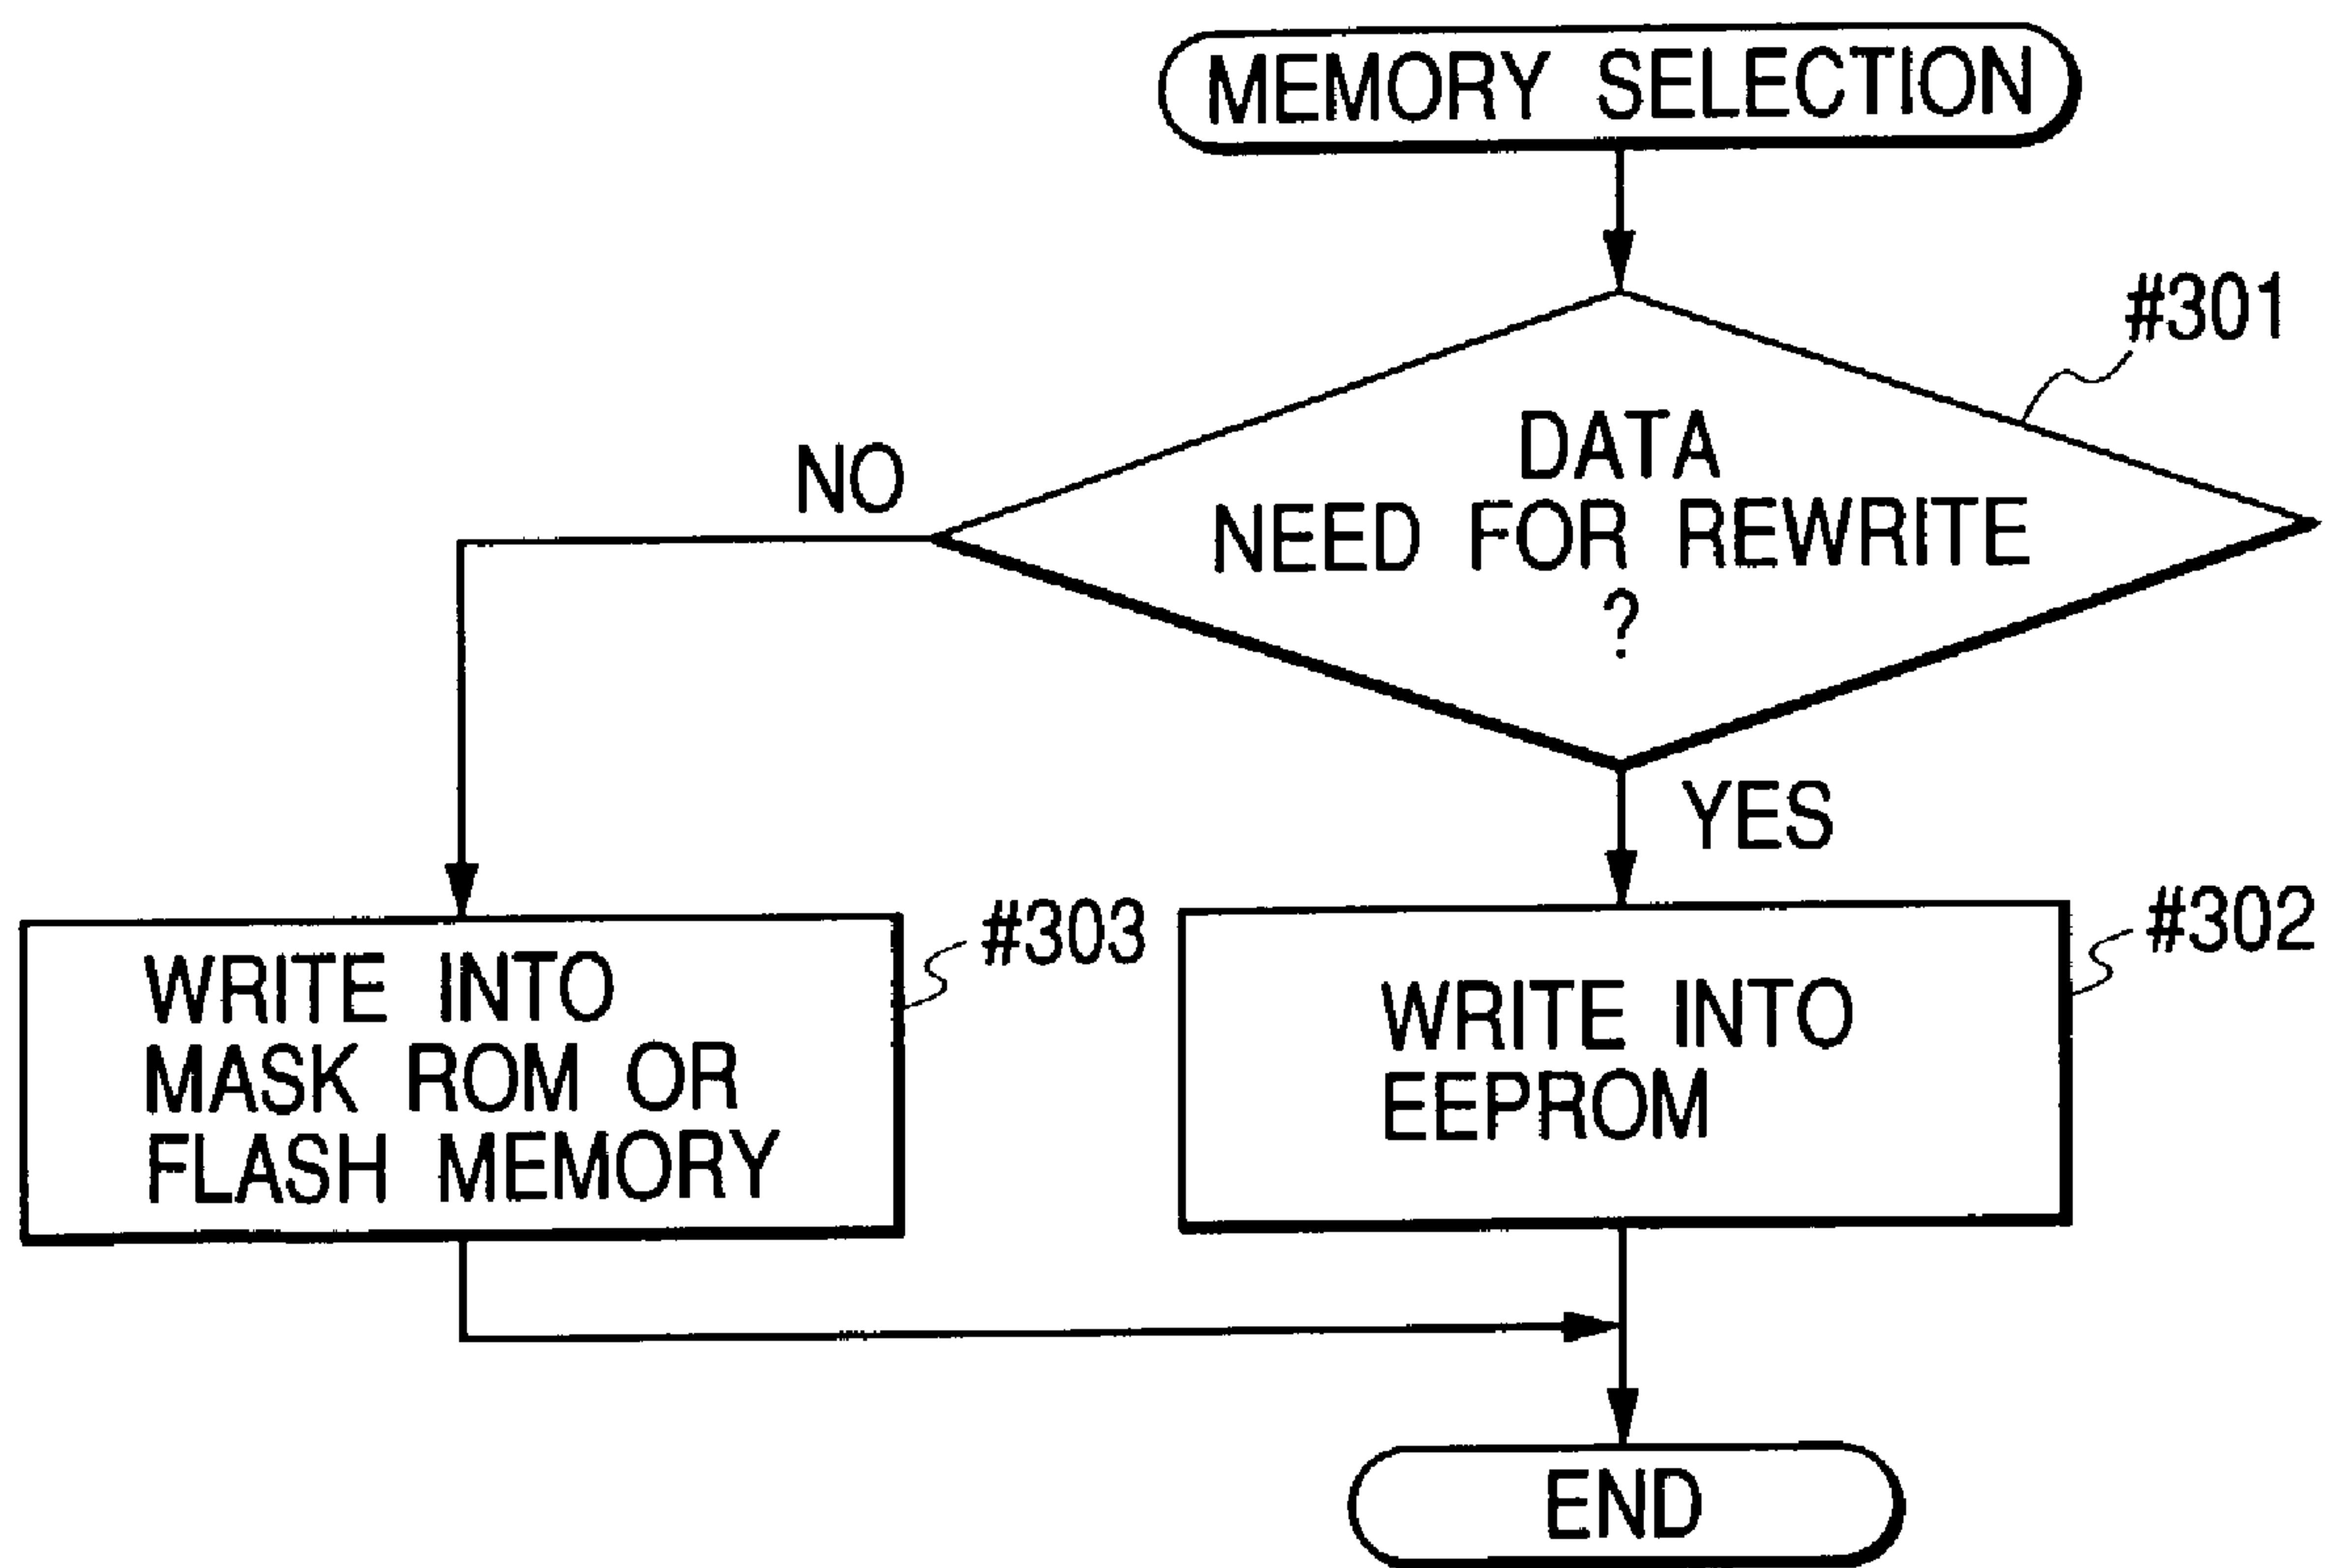 MEMORY SELECTION
#301
DATA
NEED FOR REWRITE
?
NO
YES
#303
WRITE INTO
MASK ROM OR
FLASH MEMORY
#302
WRITE INTO
EEPROM
END